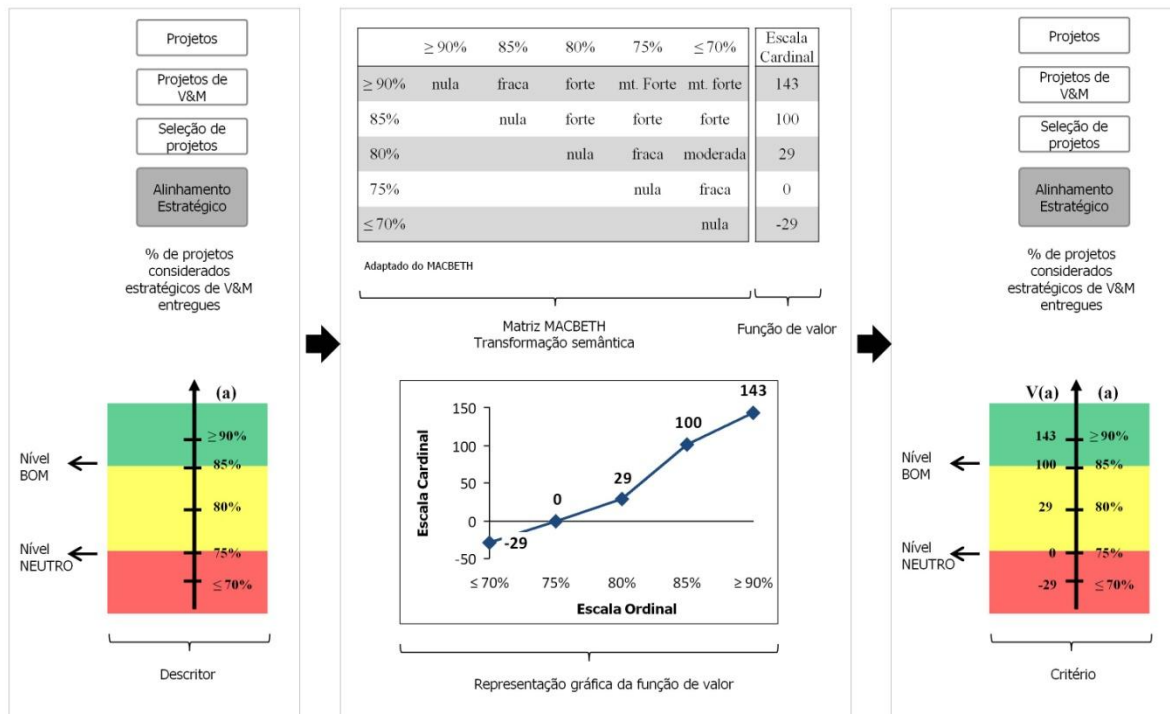 Projetos
Projetos de
V&M
Seleção de
projetos
Alinhamento
Estratégico
% de projetos
considerados
estratégicos de V&M
entregues
(a)
≥ 90%
Nível
BOM
85%
80%
Nível
NEUTRO
75%
≤ 70%
Descritor
≥ 90% 85% 80% 75% ≤ 70% Escala
Cardinal
≥ 90% nula fraca forte mt. Forte mt. forte 143
85% nula forte forte forte 100
80% nula fraca moderada 29
75% nula fraca 0
≤ 70% nula -29
Adaptado do MACBETH
Matriz MACBETH
Transformação semântica
Função de valor
Escala Cardinal
150
100
50
0
-50
-29
0
29
100
143
≤ 70% 75% 80% 85% ≥ 90%
Escala Ordinal
Representação gráfica da função de valor
Projetos
Projetos de
V&M
Seleção de
projetos
Alinhamento
Estratégico
% de projetos
considerados
estratégicos de V&M
entregues
V(a) (a)
143 ≥ 90%
Nível
BOM
100 85%
29 80%
Nível
NEUTRO
0 75%
-29 ≤ 70%
Critério